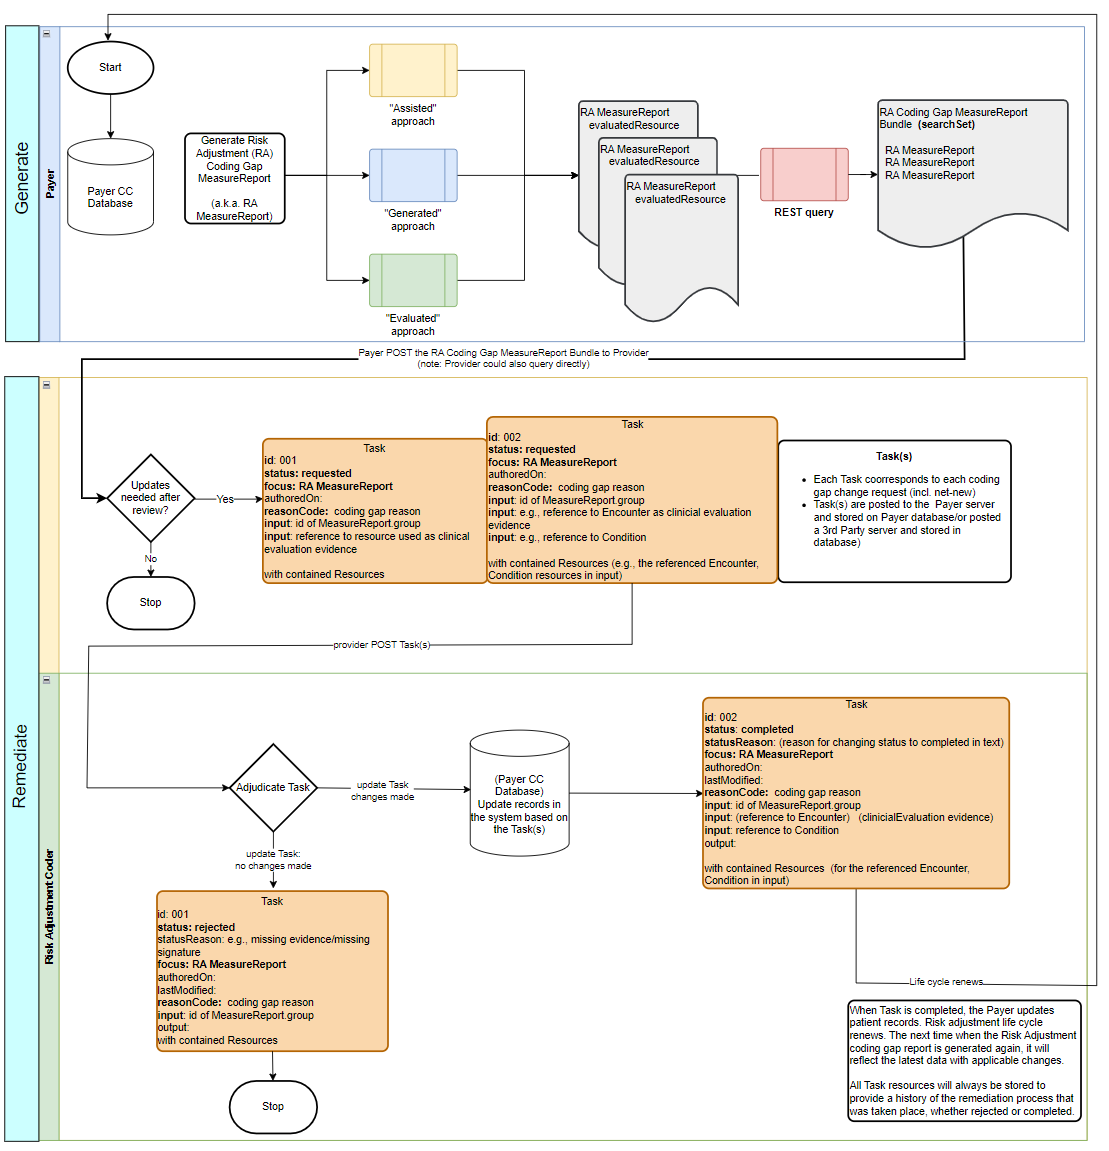 Generate
Payer
Start
Payer CC
Database
Generate Risk
Adjustment (RA)
Coding Gap
MeasureReport
(a.k.a. RA
MeasureReport)
"Assisted"
approach
"Generated"
approach
"Evaluated"
approach
RA MeasureReport
evaluatedResource
RA MeasureReport
evaluatedResource
RA MeasureReport
evaluatedResource
REST query
RA Coding Gap MeasureReport
Bundle (searchSet)
RA MeasureReport
RA MeasureReport
RA MeasureReport
Payer POST the RA Coding Gap MeasureReport Bundle to Provider
(note: Provider could also query directly)
Remediate
Updates
needed after
review?
Yes
No
Stop
Task
id: 001
status: requested
focus: RA MeasureReport
authoredOn:
reasonCode: coding gap reason
input: id of MeasureReport.group
input: reference to resource used as clinical
evaluation evidence
with contained Resources
Task
id: 002
status: requested
focus: RA MeasureReport
authoredOn:
reasonCode: coding gap reason
input: id of MeasureReport.group
input: e.g., reference to Encounter as clinicial evaluation
evidence
input: e.g., reference to Condition
with contained Resources (e.g., the referenced Encounter,
Condition resources in input)
Task(s)
• Each Task coorresponds to each coding
gap change request (incl. net-new)
• Task(s) are posted to the Payer server
and stored on Payer database/or posted
a 3rd Party server and stored in
database)
provider POST Task(s)
Risk Adjustment Coder
Adjudicate Task
update Task
changes made
update Task:
no changes made
(Payer CC
Database)
Update records in
the system based on
the Task(s)
Task
id: 002
status: completed
statusReason: (reason for changing status to completed in text)
focus: RA MeasureReport
authoredOn:
lastModified:
reasonCode: coding gap reason
input: id of MeasureReport.group
input: (reference to Encounter) (clinicialEvaluation evidence)
input: reference to Condition
output:
with contained Resources (for the referenced Encounter,
Condition in input)
Task
id: 001
status: rejected
statusReason: e.g., missing evidence/missing
signature
focus: RA MeasureReport
authoredOn:
lastModified:
reasonCode: coding gap reason
input: id of MeasureReport.group
output:
with contained Resources
Stop
Life cycle renews
When Task is completed, the Payer updates
patient records. Risk adjustment life cycle
renews. The next time when the Risk Adjustment
coding gap report is generated again, it will
reflect the latest data with applicable changes.
All Task resources will always be stored to
provide a history of the remediation process that
was taken place, whether rejected or completed.